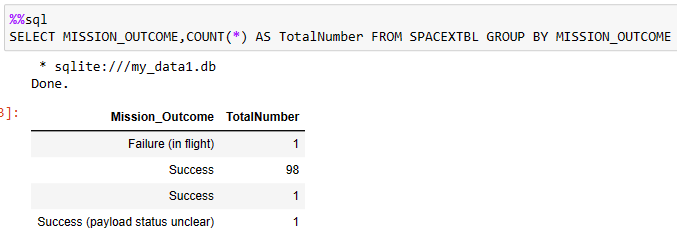 %%sql
SELECT MISSION_OUTCOME,COUNT(*) AS TotalNumber FROM SPACEXTBL GROUP BY MISSION_OUTCOME
* sqlite:///my_data1.db
Done.
3]:
Mission_Outcome TotalNumber
Failure (in flight) 1
Success 98
Success 1
Success (payload status unclear) 1